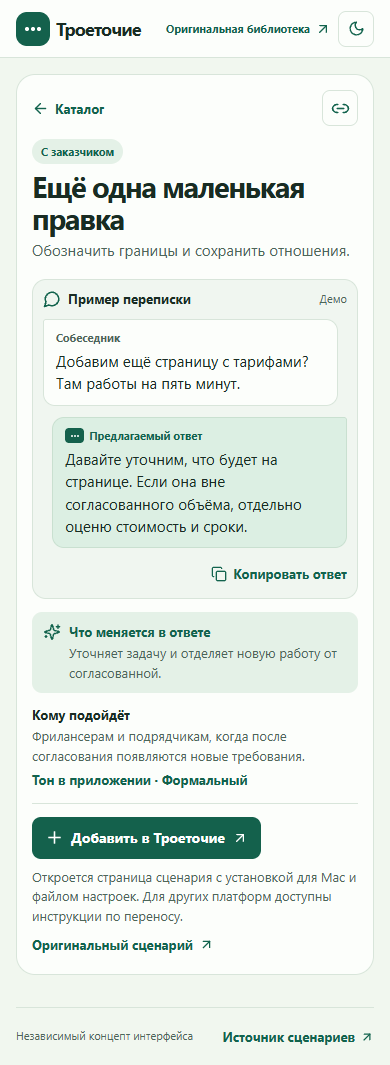 Троеточие
Оригинальная библиотека
Каталог
С заказчиком
Ещё одна маленькая
правка
Обозначить границы и сохранить отношения.
Пример переписки
Демо
Собеседник
Добавим ещё страницу с тарифами?
Там работы на пять минут.
Предлагаемый ответ
Давайте уточним, что будет на
странице. Если она вне
согласованного объёма, отдельно
оценю стоимость и сроки.
Копировать ответ
Что меняется в ответе
Уточняет задачу и отделяет новую работу от
согласованной.
Кому подойдёт
Фрилансерам и подрядчикам, когда после
согласования появляются новые требования.
Тон в приложении · Формальный
Добавить в Троеточие
Откроется страница сценария с установкой для Mac и
файлом настроек. Для других платформ доступны
инструкции по переносу.
Оригинальный сценарий
Независимый концепт интерфейса
Источник сценариев